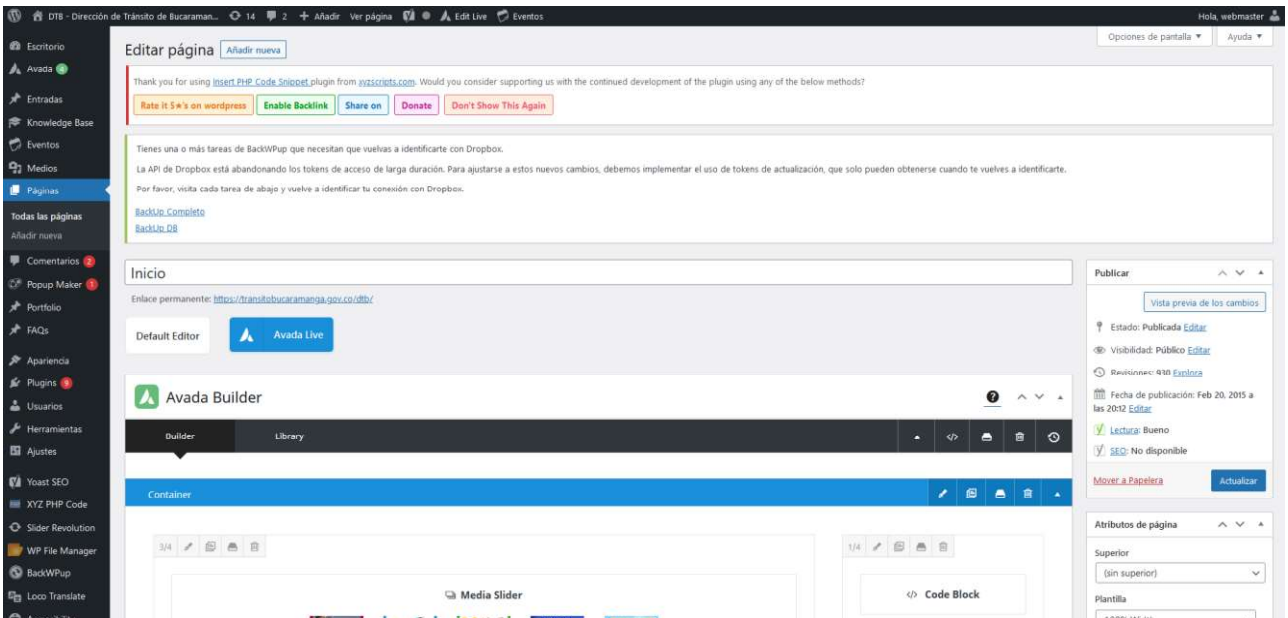 DTB - Dirección de Tránsito de Bucaraman... 14 2 + Añadir Ver página Edit Live Eventos Hola, webmaster
Opciones de pantalla ▼ Ayuda ▼
Escritorio
Avada 4
Entradas
Knowledge Base
Eventos
Medios
Páginas
Todas las páginas
Añadir nueva
Comentarios 2
Popup Maker 1
Portfolio
FAQs
Apariencia
Plugins 9
Usuarios
Herramientas
Ajustes
Yoast SEO
XYZ PHP Code
Slider Revolution
WP File Manager
BackWPup
Loco Translate
Editar página Añadir nueva
Thank you for using Insert PHP Code Snippet plugin from xyzscripts.com. Would you consider supporting us with the continued development of the plugin using any of the below methods?
Rate it 5★'s on wordpress Enable Backlink Share on Donate Don't Show This Again
Tienes una o más tareas de BackWPup que necesitan que vuelvas a identificarte con Dropbox.
La API de Dropbox está abandonando los tokens de acceso de larga duración. Para ajustarse a estos nuevos cambios, debemos implementar el uso de tokens de actualización, que solo pueden obtenerse cuando te vuelves a identificarte.
Por favor, visita cada tarea de abajo y vuelve a identificar tu conexión con Dropbox.
BackUp Completo
BackUp DB
Inicio
Enlace permanente: https://transitobucaramanga.gov.co/dtb/
Default Editor Avada Live
Avada Builder
Builder Library
Container
3/4
Media Slider
1/4
Code Block
Publicar
Vista previa de los cambios
Estado: Publicada Editar
Visibilidad: Público Editar
Revisiones: 930 Explora
Fecha de publicación: Feb 20, 2015 a
las 20:12 Editar
Lectura: Bueno
SEO: No disponible
Mover a Papelera Actualizar
Atributos de página
Superior
(sin superior)
Plantilla